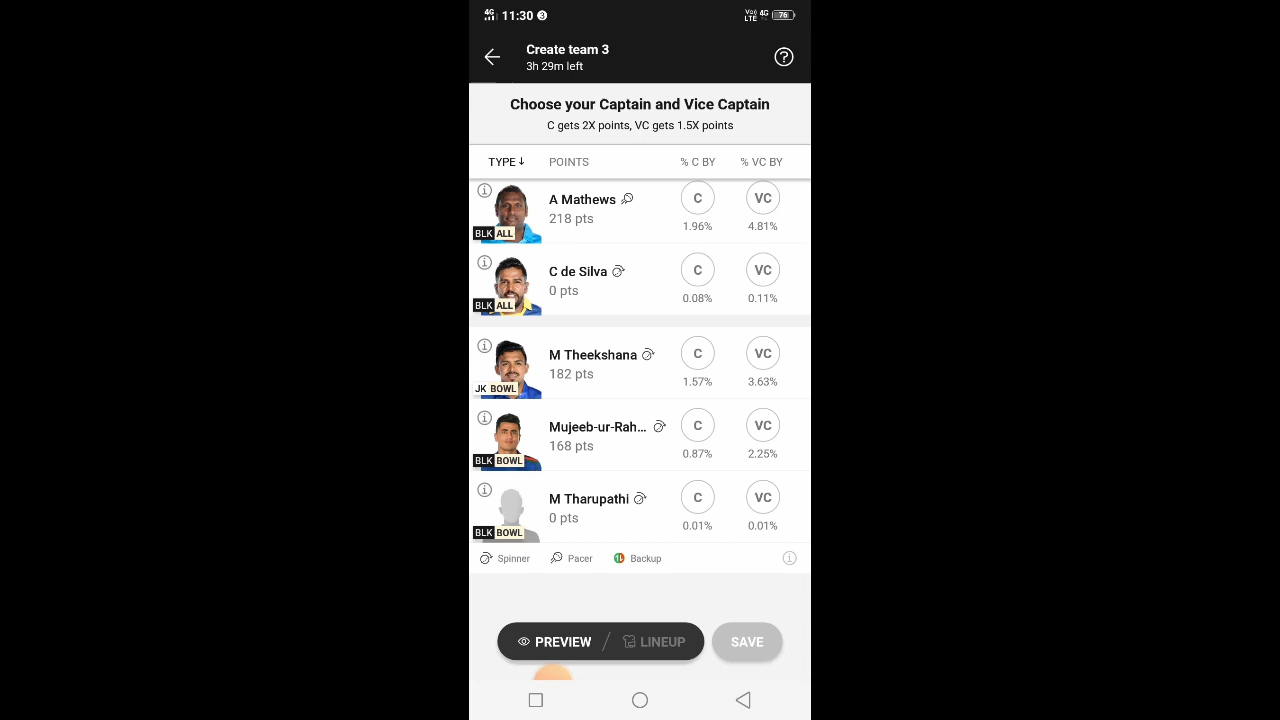 4G 11:30 3 Vo) LTE 4G 76
Create team 3
3h 29m left
Choose your Captain and Vice Captain
C gets 2X points, VC gets 1.5X points
TYPE↓ POINTS % C BY % VC BY
A Mathews C VC
218 pts
BLK ALL 1.96% 4.81%
C de Silva C VC
0 pts
BLK ALL 0.08% 0.11%
M Theekshana C VC
182 pts
JK BOWL 1.57% 3.63%
Mujeeb-ur-Rah... C VC
168 pts
BLK BOWL 0.87% 2.25%
M Tharupathi C VC
0 pts
BLK BOWL 0.01% 0.01%
Spinner Pacer Backup
PREVIEW / LINEUP SAVE